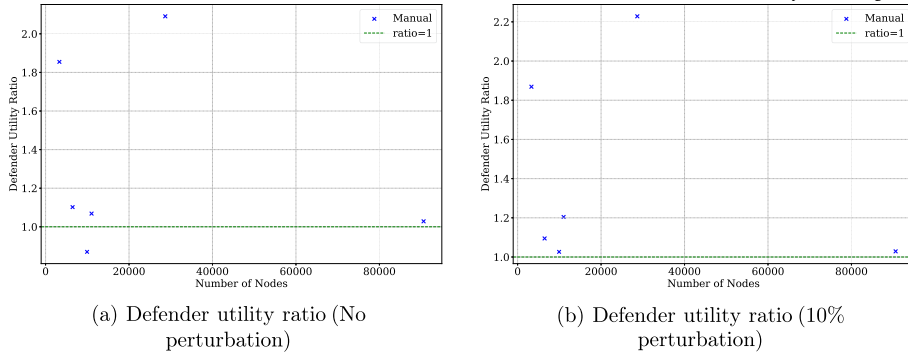 Defender Utility Ratio
2.0
1.8
1.6
1.4
1.2
1.0
0
20000
40000
60000
80000
Number of Nodes
Manual
ratio=1
(a) Defender utility ratio (No
perturbation)
Defender Utility Ratio
2.2
2.0
1.8
1.6
1.4
1.2
1.0
0
20000
40000
60000
80000
Number of Nodes
Manual
ratio=1
(b) Defender utility ratio (10%
perturbation)